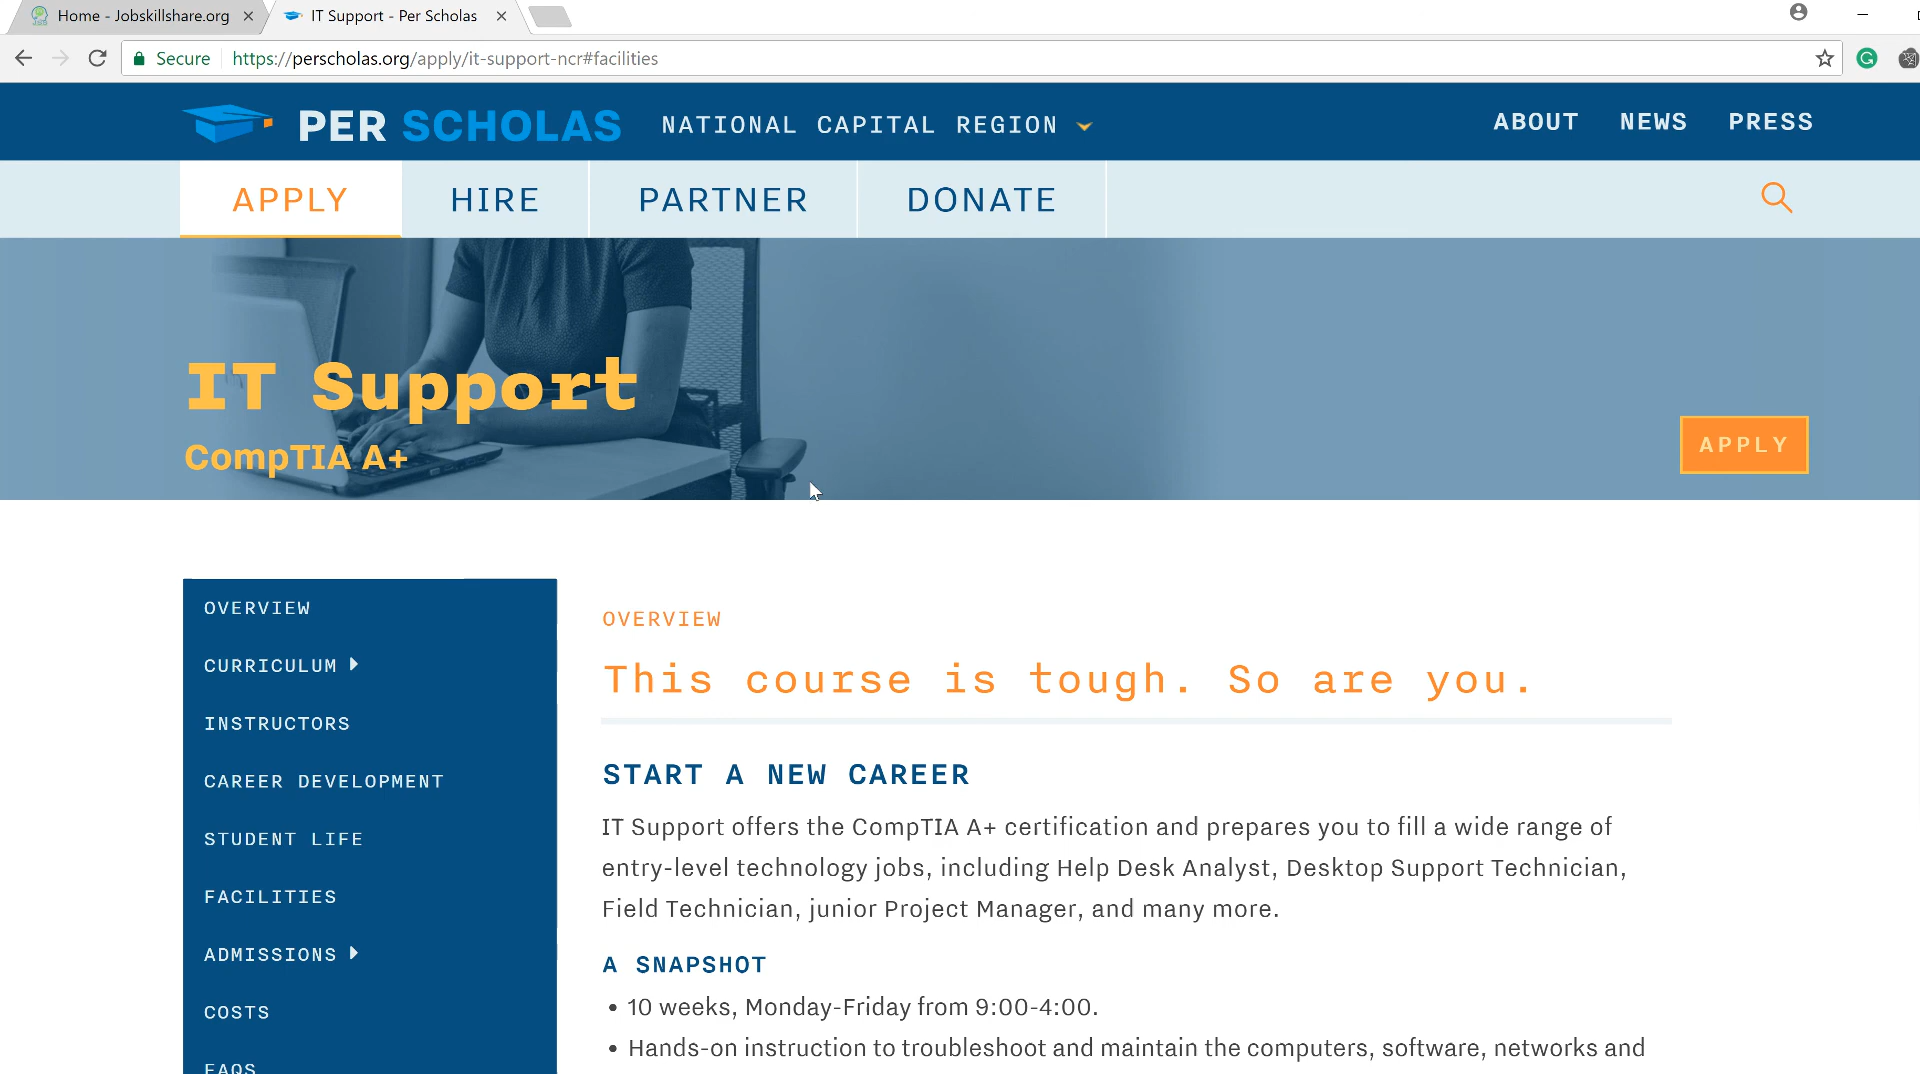 Home - Jobskillshare.org
IT Support - Per Scholas
Secure
https://perscholas.org/apply/it-support-ncr#facilities
PER SCHOLAS
NATIONAL CAPITAL REGION
ABOUT
NEWS
PRESS
APPLY
HIRE
PARTNER
DONATE
IT Support
CompTIA A+
APPLY
OVERVIEW
CURRICULUM
INSTRUCTORS
CAREER DEVELOPMENT
STUDENT LIFE
FACILITIES
ADMISSIONS
COSTS
FAQS
OVERVIEW
This course is tough. So are you.
START A NEW CAREER
IT Support offers the CompTIA A+ certification and prepares you to fill a wide range of
entry-level technology jobs, including Help Desk Analyst, Desktop Support Technician,
Field Technician, junior Project Manager, and many more.
A SNAPSHOT
• 10 weeks, Monday-Friday from 9:00-4:00.
• Hands-on instruction to troubleshoot and maintain the computers, software, networks and